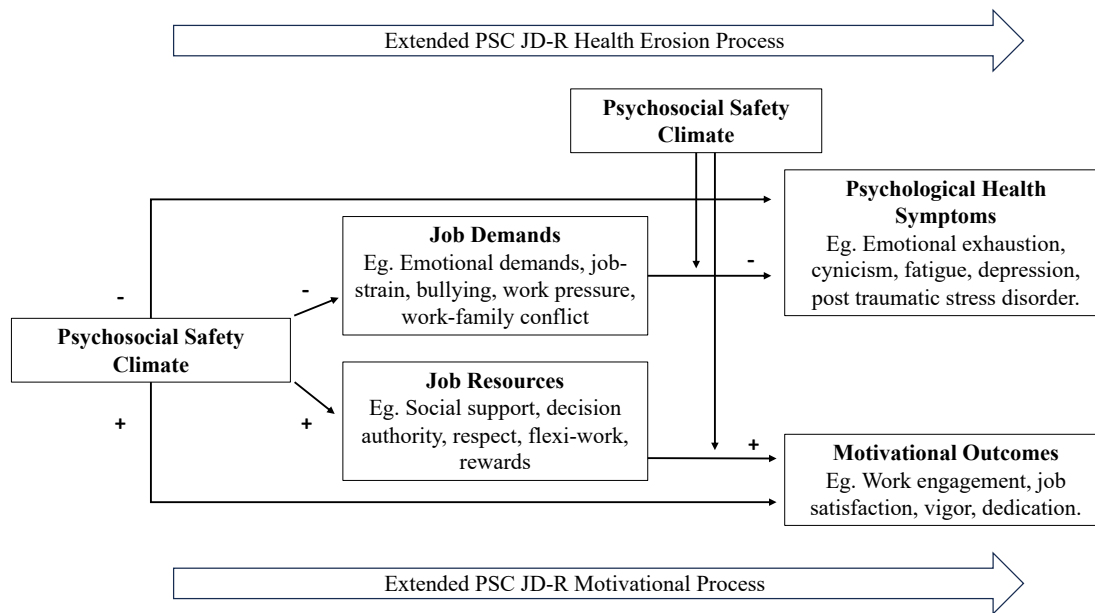 Extended PSC JD-R Health Erosion Process
Psychosocial Safety
Climate
Psychological Health
Symptoms
Eg. Emotional exhaustion,
cynicism, fatigue, depression,
post traumatic stress disorder.
Job Demands
Eg. Emotional demands, job-
strain, bullying, work pressure,
work-family conflict
-
-
-
Psychosocial Safety
Climate
+
+
Job Resources
Eg. Social support, decision
authority, respect, flexi-work,
rewards
+
Motivational Outcomes
Eg. Work engagement, job
satisfaction, vigor, dedication.
Extended PSC JD-R Motivational Process